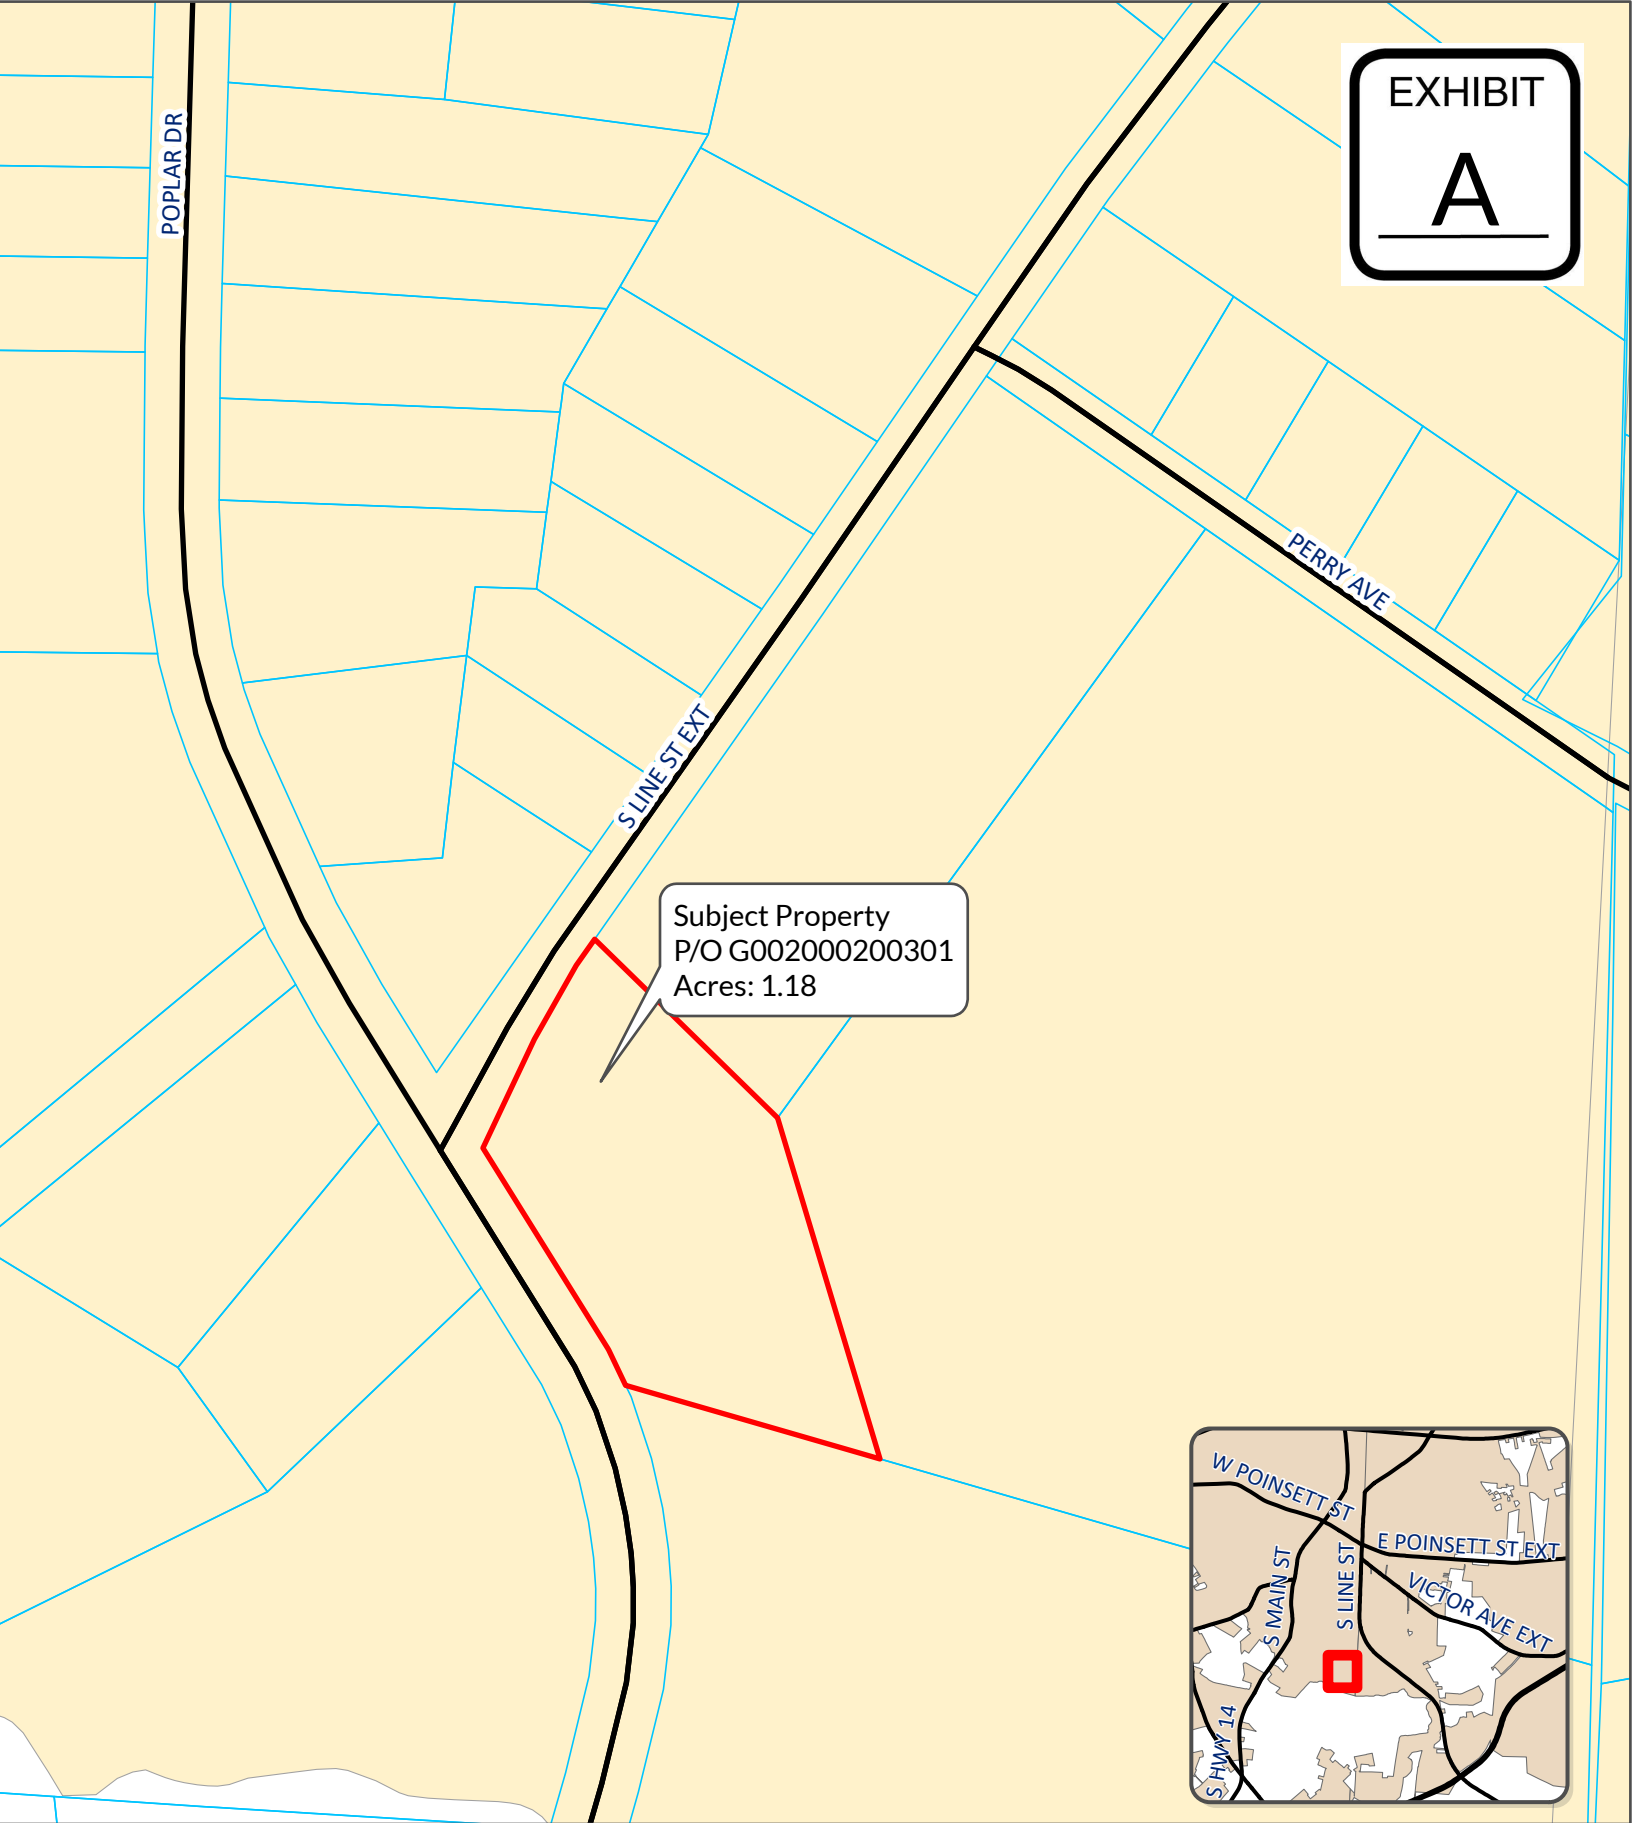 EXHIBIT
A
POPLAR DR
PERRY AVE
S LINE ST EXT
Subject Property
P/O G002000200301
Acres: 1.18
W POINSETT ST
E POINSETT ST EXT
S MAIN ST
S LINE ST
VICTOR AVE EXT
S HWY 14